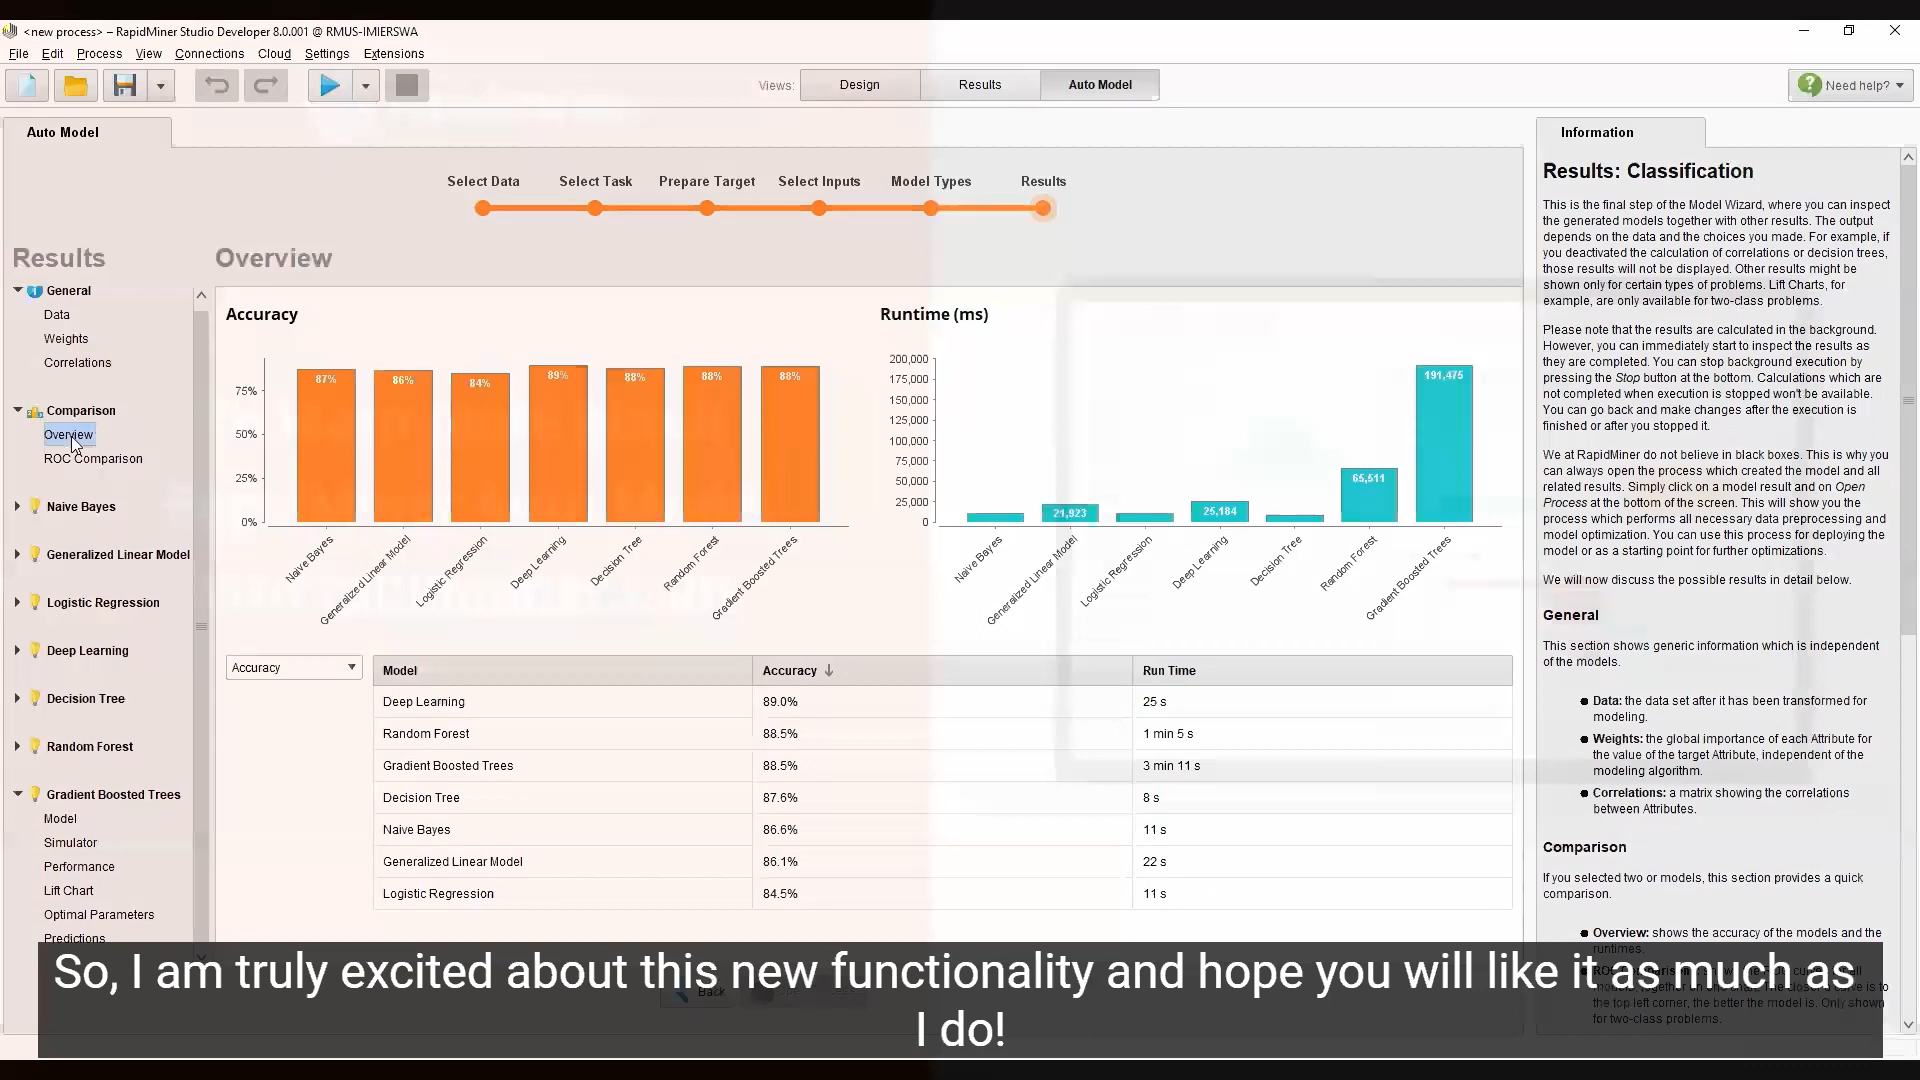 <new process> – RapidMiner Studio Developer 8.0.001 @ RMUS-IMIERSWA
File Edit Process View Connections Cloud Settings Extensions
Views: Design Results Auto Model Need help?
Auto Model
Information
Select Data Select Task Prepare Target Select Inputs Model Types Results
Results
General
Data
Weights
Correlations
Comparison
Overview
ROC Comparison
Naive Bayes
Generalized Linear Model
Logistic Regression
Deep Learning
Decision Tree
Random Forest
Gradient Boosted Trees
Model
Simulator
Performance
Lift Chart
Optimal Parameters
Predictions
Overview
Accuracy
75%
50%
25%
0%
87% 86% 84% 89% 88% 88% 88%
Naive Bayes
Generalized Linear Model
Logistic Regression
Deep Learning
Decision Tree
Random Forest
Gradient Boosted Trees
Runtime (ms)
200,000
175,000
150,000
125,000
100,000
75,000
50,000
25,000
0
21,923 25,184 65,511 191,475
Naive Bayes
Generalized Linear Model
Logistic Regression
Deep Learning
Decision Tree
Random Forest
Gradient Boosted Trees
Accuracy
Model Accuracy Run Time
Deep Learning 89.0% 25 s
Random Forest 88.5% 1 min 5 s
Gradient Boosted Trees 88.5% 3 min 11 s
Decision Tree 87.6% 8 s
Naive Bayes 86.6% 11 s
Generalized Linear Model 86.1% 22 s
Logistic Regression 84.5% 11 s
Back
Results: Classification
This is the final step of the Model Wizard, where you can inspect
the generated models together with other results. The output
depends on the data and the choices you made. For example, if
you deactivated the calculation of correlations or decision trees,
those results will not be displayed. Other results might be
shown only for certain types of problems. Lift Charts, for
example, are only available for two-class problems.
Please note that the results are calculated in the background.
However, you can immediately start to inspect the results as
they are completed. You can stop background execution by
pressing the Stop button at the bottom. Calculations which are
not completed when execution is stopped won't be available.
You can go back and make changes after the execution is
finished or after you stopped it.
We at RapidMiner do not believe in black boxes. This is why you
can always open the process which created the model and all
related results. Simply click on a model result and on Open
Process at the bottom of the screen. This will show you the
process which performs all necessary data preprocessing and
model optimization. You can use this process for deploying the
model or as a starting point for further optimizations.
We will now discuss the possible results in detail below.
General
This section shows generic information which is independent
of the models.
Data: the data set after it has been transformed for
modeling.
Weights: the global importance of each Attribute for
the value of the target Attribute, independent of the
modeling algorithm.
Correlations: a matrix showing the correlations
between Attributes.
Comparison
If you selected two or models, this section provides a quick
comparison.
Overview: shows the accuracy of the models and the
runtimes.
the top left corner, the better the model is. Only shown
for two-class problems.
So, I am truly excited about this new functionality and hope you will like it as much as
I do!